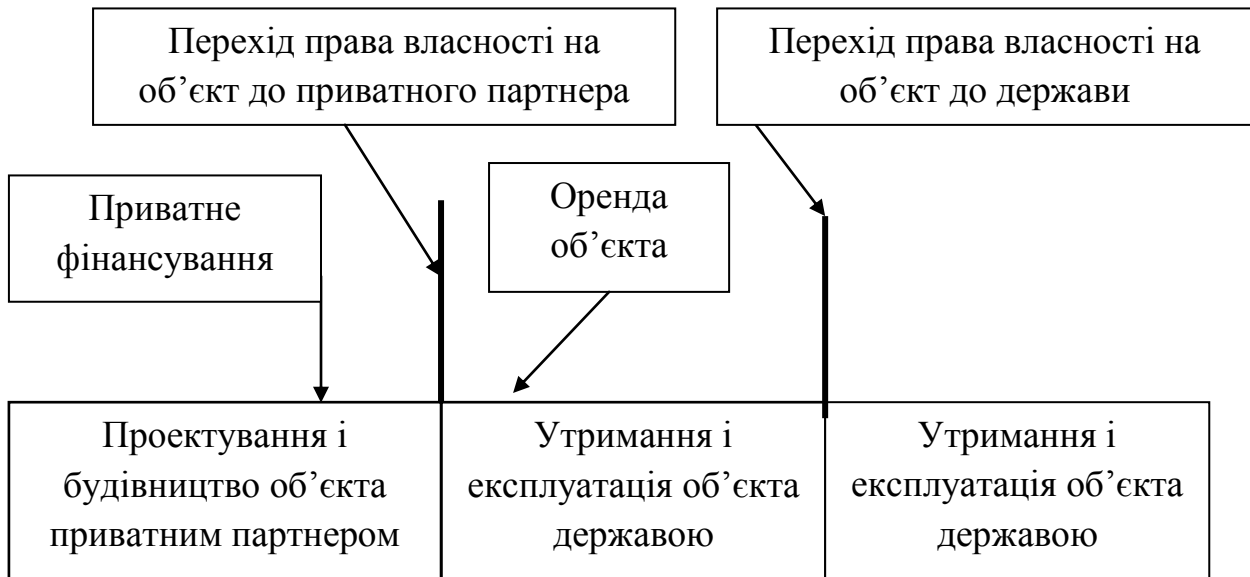 Перехід права власності на
об’єкт до приватного партнера
Перехід права власності на
об’єкт до держави
Приватне
фінансування
Оренда
об’єкта
Проектування і
будівництво об’єкта
приватним партнером
Утримання і
експлуатація об’єкта
державою
Утримання і
експлуатація об’єкта
державою